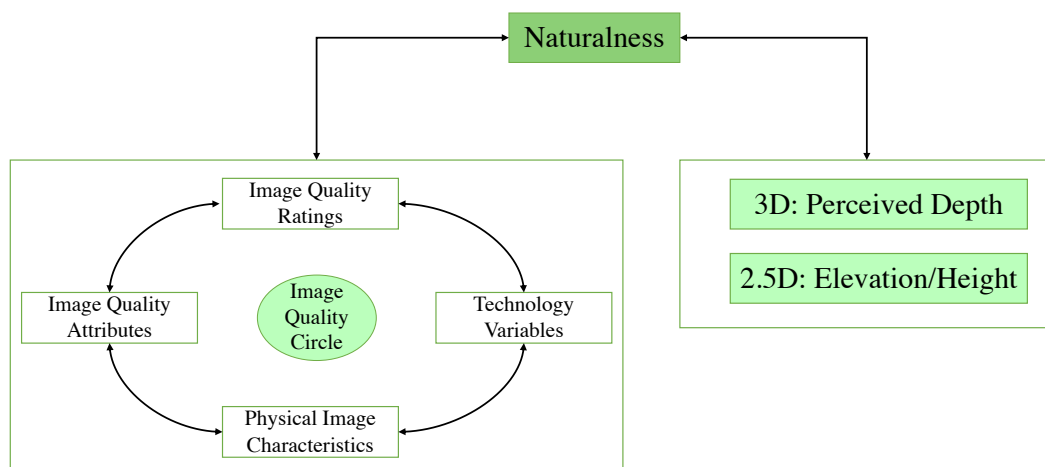 Naturalness
Image Quality
Ratings
Image Quality
Attributes
Image
Quality
Circle
Technology
Variables
Physical Image
Characteristics
3D: Perceived Depth
2.5D: Elevation/Height